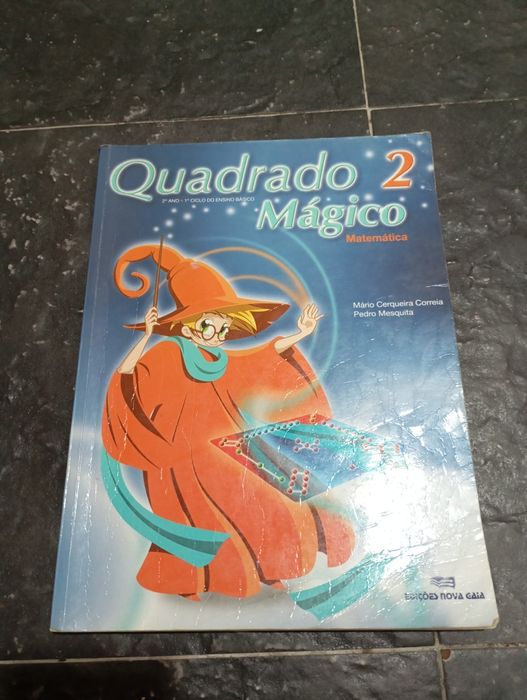 Quadrado 2
2º ANO - 1º CICLO DO ENSINO BÁSICO
Mágico
Matemática
Mário Cerqueira Correia
Pedro Mesquita
EDIÇÕES NOVA GAIA